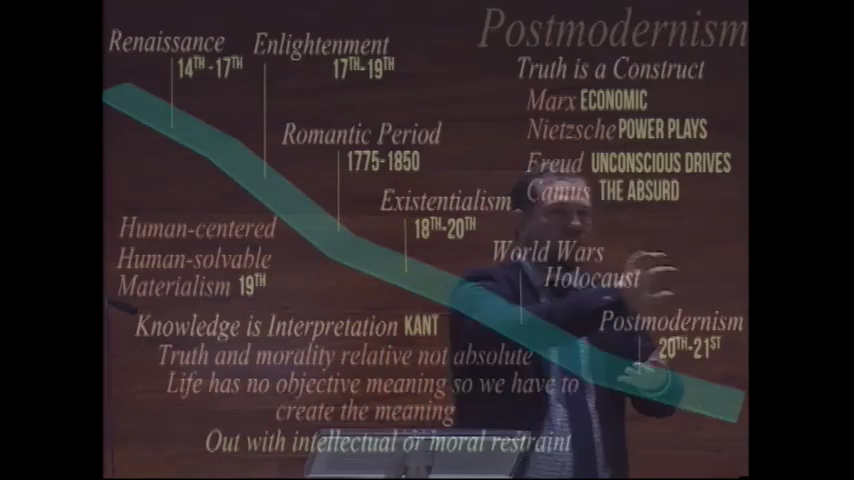 Postmodernism
Renaissance
14TH-17TH
Enlightenment
17TH-19TH
Truth is a Construct
Marx ECONOMIC
Nietzsche POWER PLAYS
Freud UNCONSCIOUS DRIVES
Camus THE ABSURD
Romantic Period
1775-1850
Existentialism
18TH-20TH
Human-centered
Human-solvable
Materialism 19TH
World Wars
Holocaust
Postmodernism
20TH-21ST
Knowledge is Interpretation KANT
Truth and morality relative not absolute
Life has no objective meaning so we have to
create the meaning
Out with intellectual or moral restraint